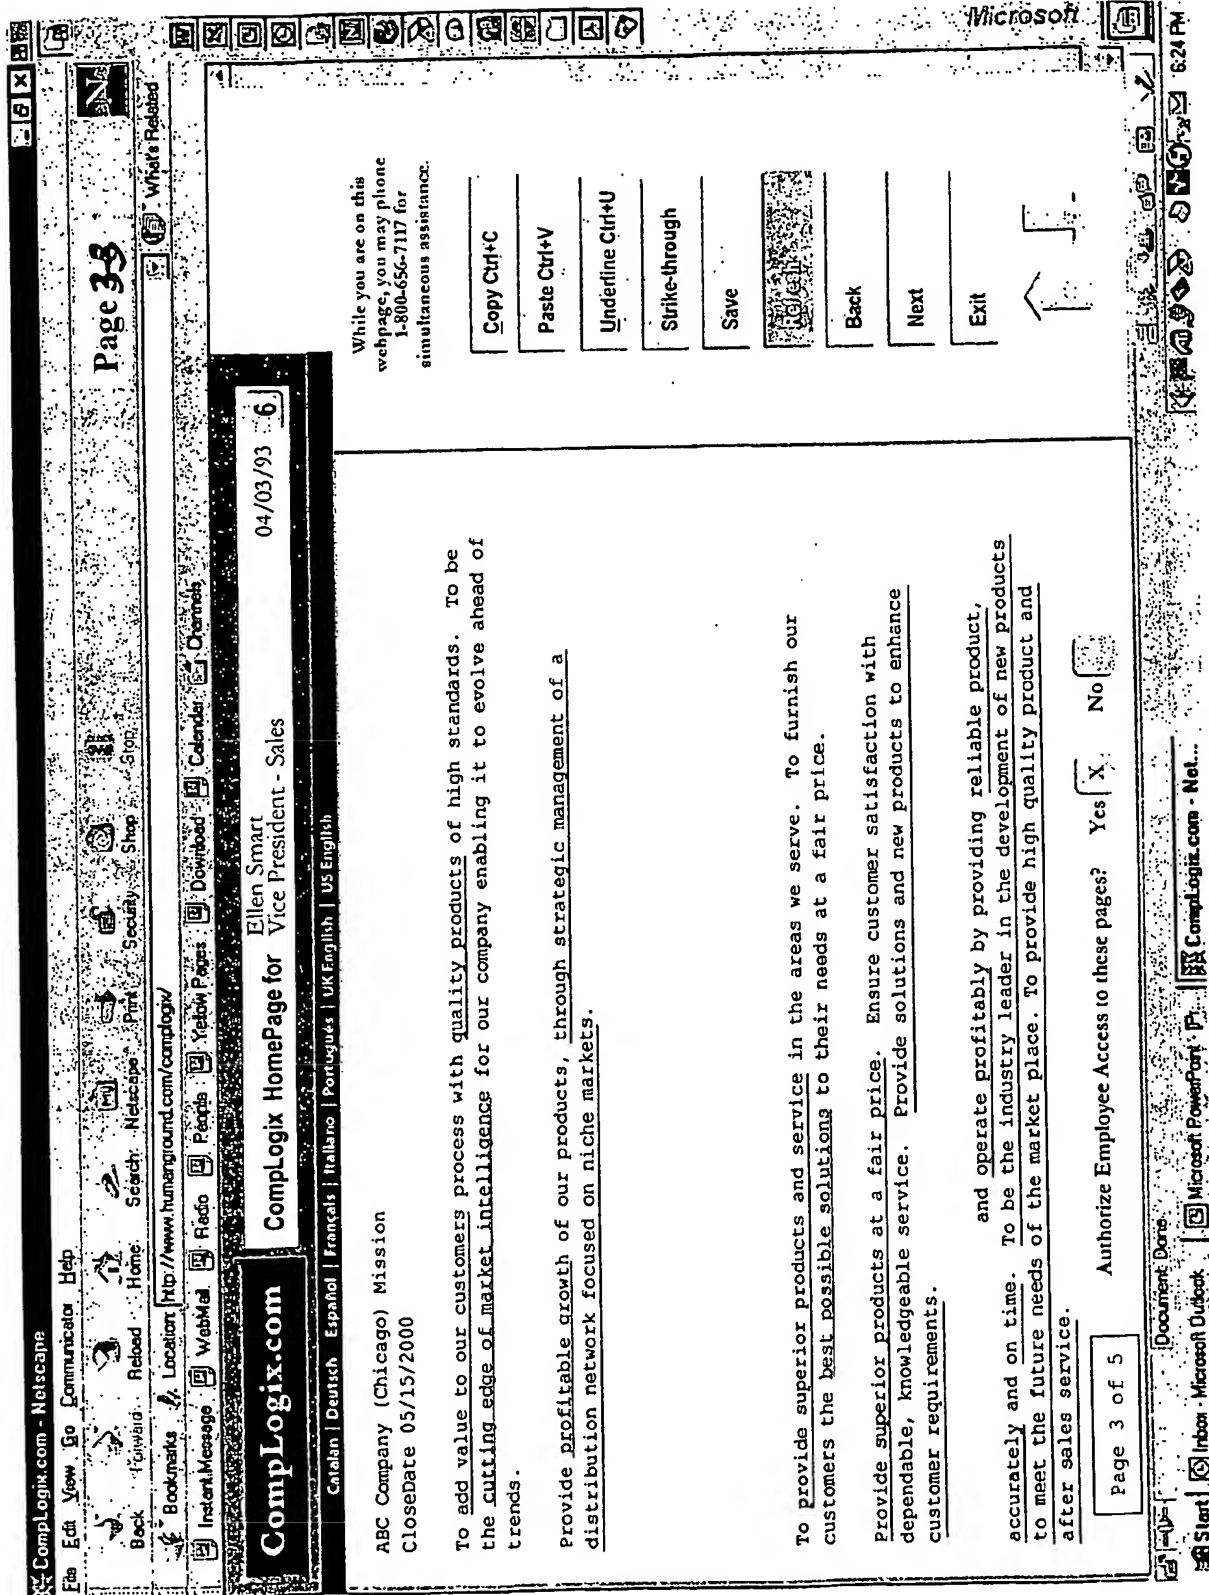 CompLogix.com - Netscape
File Edit View Go Communicator Help
Back Forward Reload Home Search Netscape Print Security Shop Stop
Page 33
N
Bookmarks Location: http://www.humanground.com/complogix/ What's Related
Instant Message WebMail Radio People Yellow Pages Download Calendar Channels
CompLogix.com
CompLogix HomePage for
Ellen Smart
Vice President - Sales
04/03/93
6
Catalan | Deutsch Español | Français | Italiano | Português | UK English | US English
ABC Company (Chicago) Mission
CloseDate 05/15/2000
To add value to our customers process with quality products of high standards. To be
the cutting edge of market intelligence for our company enabling it to evolve ahead of
trends.
Provide profitable growth of our products, through strategic management of a
distribution network focused on niche markets.
To provide superior products and service in the areas we serve. To furnish our
customers the best possible solutions to their needs at a fair price.
Provide superior products at a fair price. Ensure customer satisfaction with
dependable, knowledgeable service. Provide solutions and new products to enhance
customer requirements.
and operate profitably by providing reliable product,
accurately and on time. To be the industry leader in the development of new products
to meet the future needs of the market place. To provide high quality product and
after sales service.
Page 3 of 5
Authorize Employee Access to these pages? Yes X No
While you are on this
webpage, you may phone
1-800-656-7117 for
simultaneous assistance.
Copy Ctrl+C
Paste Ctrl+V
Underline Ctrl+U
Strike-through
Save
Refresh
Back
Next
Exit
Microsoft
Document: Done
Start Inbox - Microsoft Outlook Microsoft PowerPoint - [P... CompLogix.com - Net... 6:24 PM